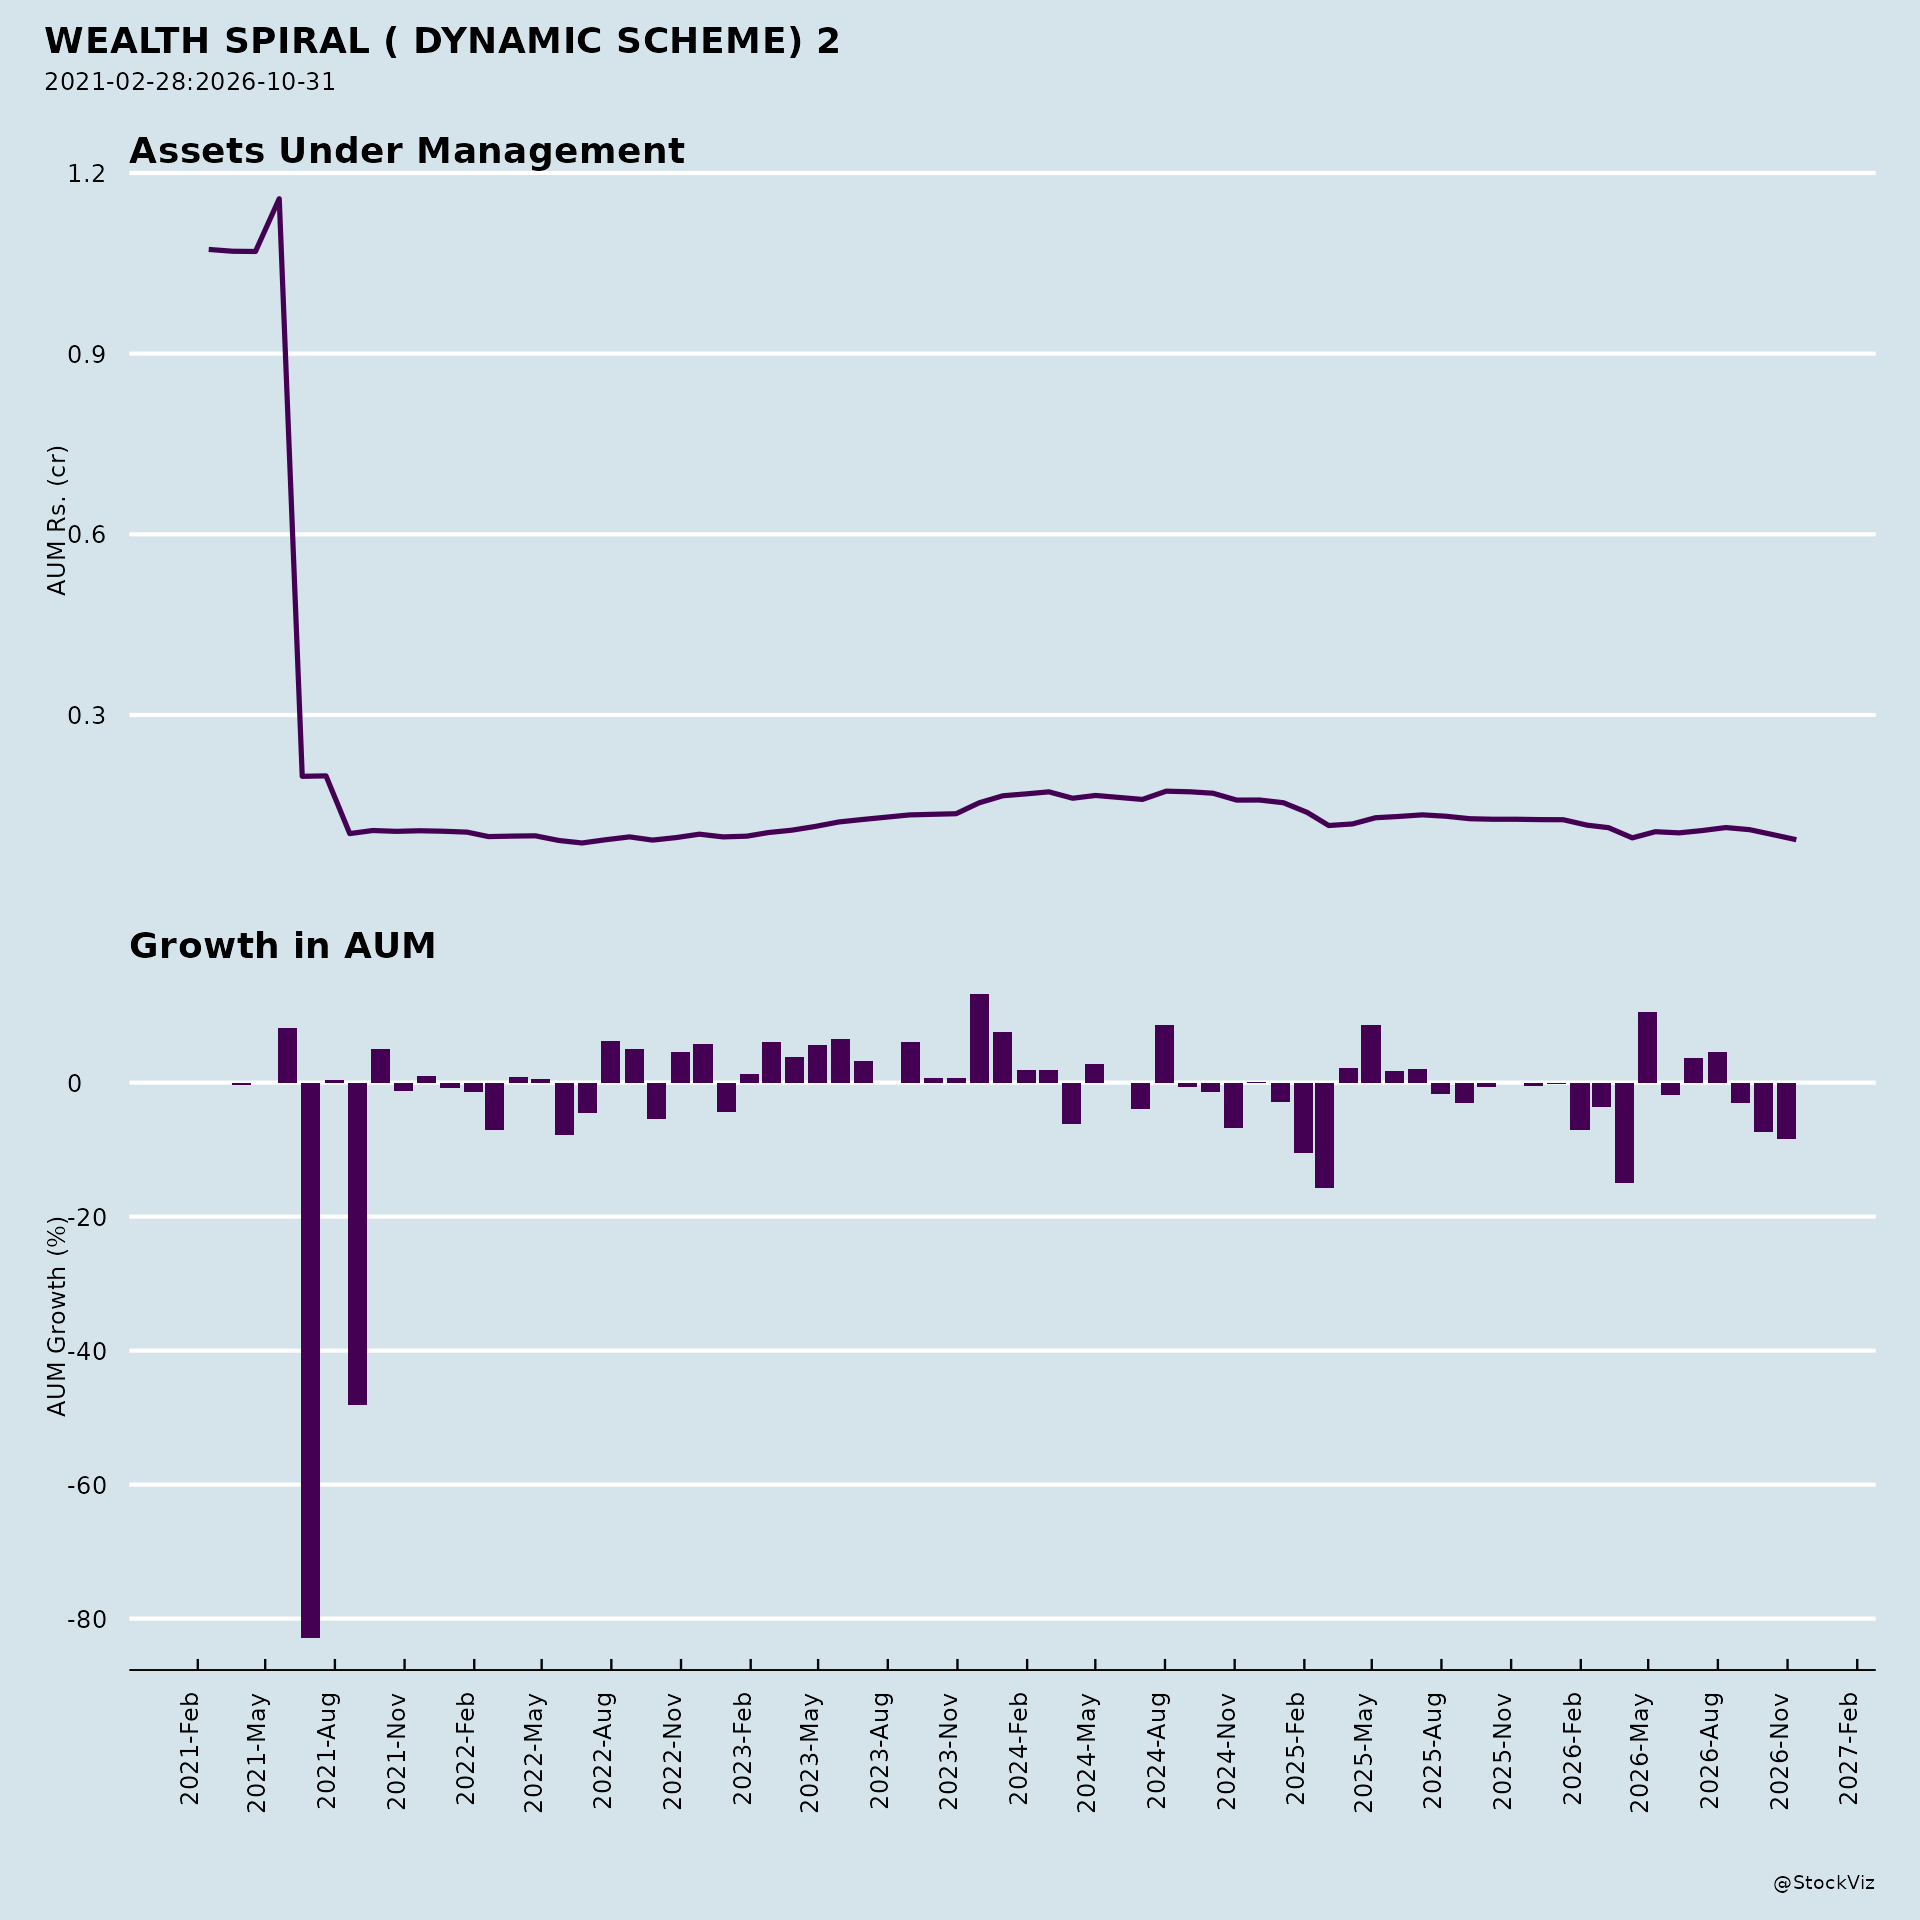 WEALTH SPIRAL ( DYNAMIC SCHEME) 2
2021-02-28:2026-10-31
Assets Under Management
1.2
0.9
0.6
0.3
AUM Rs. (cr)
Growth in AUM
0
-20
-40
-60
-80
AUM Growth (%)
2021-Feb
2021-May
2021-Aug
2021-Nov
2022-Feb
2022-May
2022-Aug
2022-Nov
2023-Feb
2023-May
2023-Aug
2023-Nov
2024-Feb
2024-May
2024-Aug
2024-Nov
2025-Feb
2025-May
2025-Aug
2025-Nov
2026-Feb
2026-May
2026-Aug
2026-Nov
2027-Feb
@StockViz